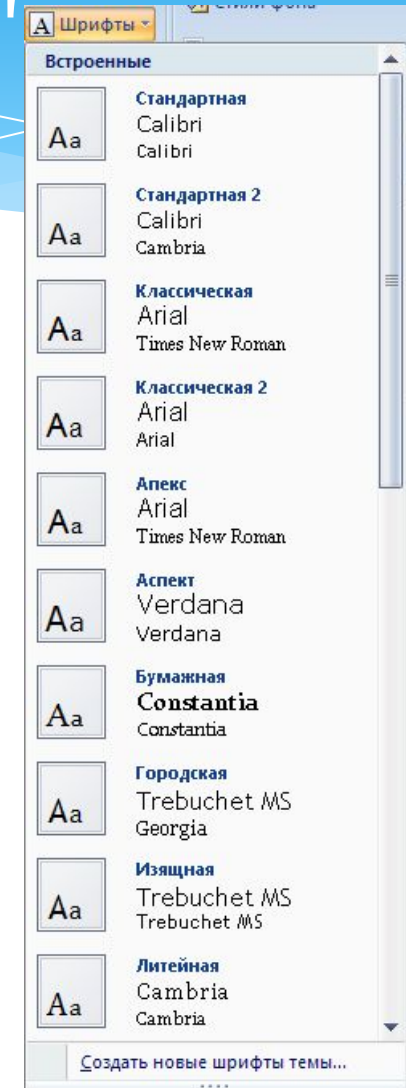 Шрифты
Стили фона
Встроенные
Aa
Стандартная
Calibri
Calibri
Aa
Стандартная 2
Calibri
Cambria
Aa
Классическая
Arial
Times New Roman
Aa
Классическая 2
Arial
Arial
Aa
Апекс
Arial
Times New Roman
Aa
Аспект
Verdana
Verdana
Aa
Бумажная
Constantia
Constantia
Aa
Городская
Trebuchet MS
Georgia
Aa
Изящная
Trebuchet MS
Trebuchet MS
Aa
Литейная
Cambria
Cambria
Создать новые шрифты темы...